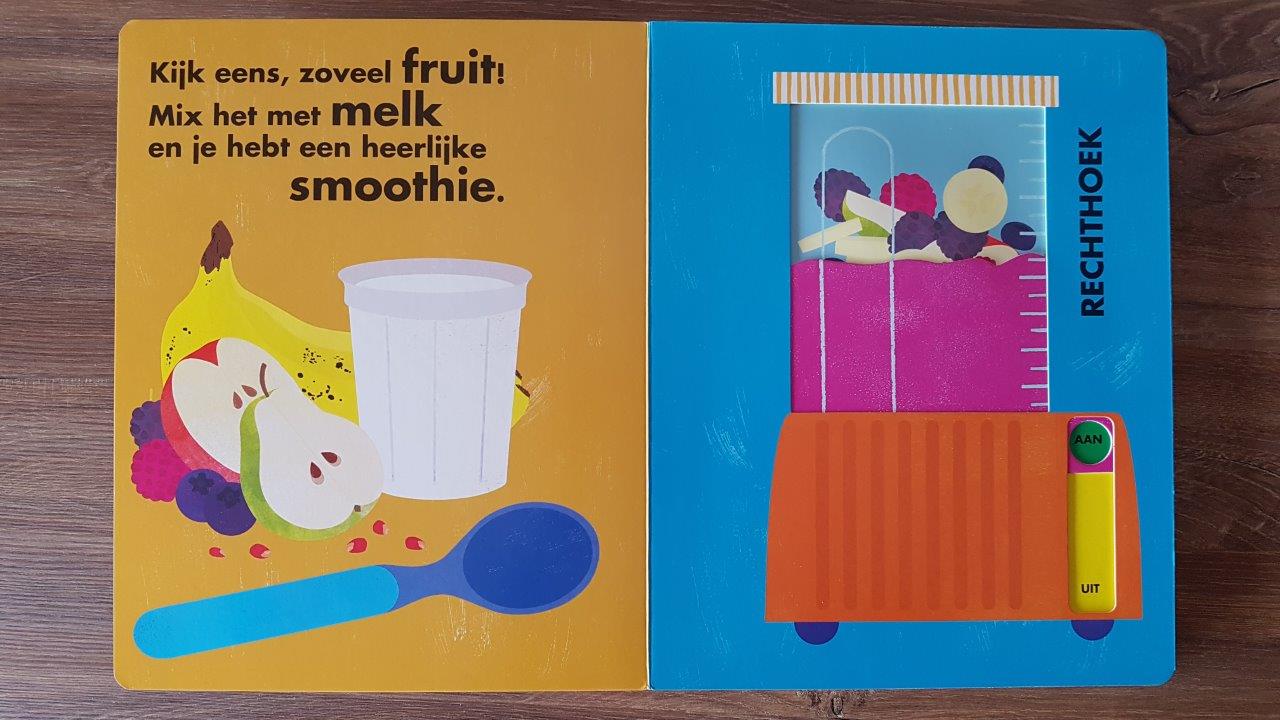 Kijk eens, zoveel fruit!
Mix het met melk
en je hebt een heerlijke
smoothie.
RECHTHOEK
AAN
UIT